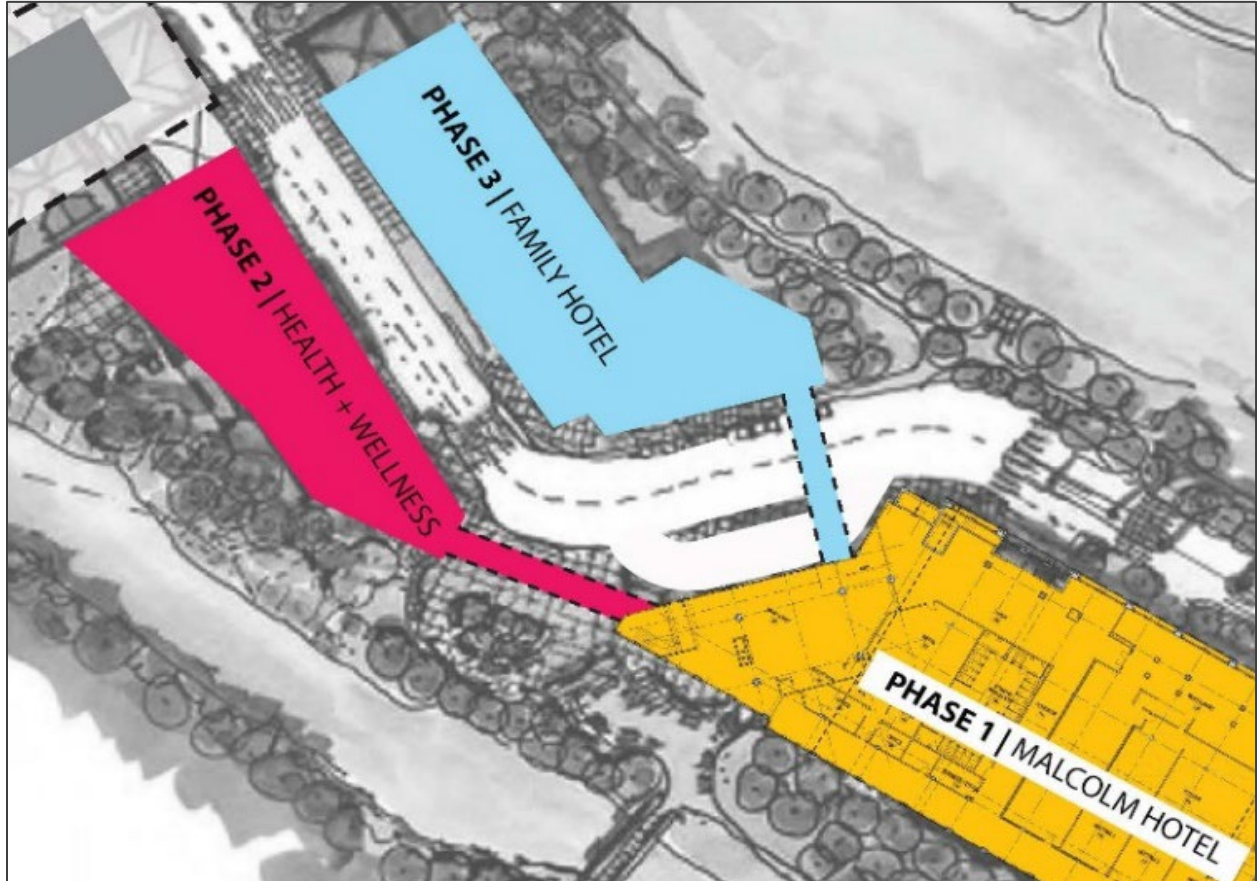 PHASE 3 | FAMILY HOTEL
PHASE 2 | HEALTH + WELLNESS
PHASE 1 | MALCOLM HOTEL